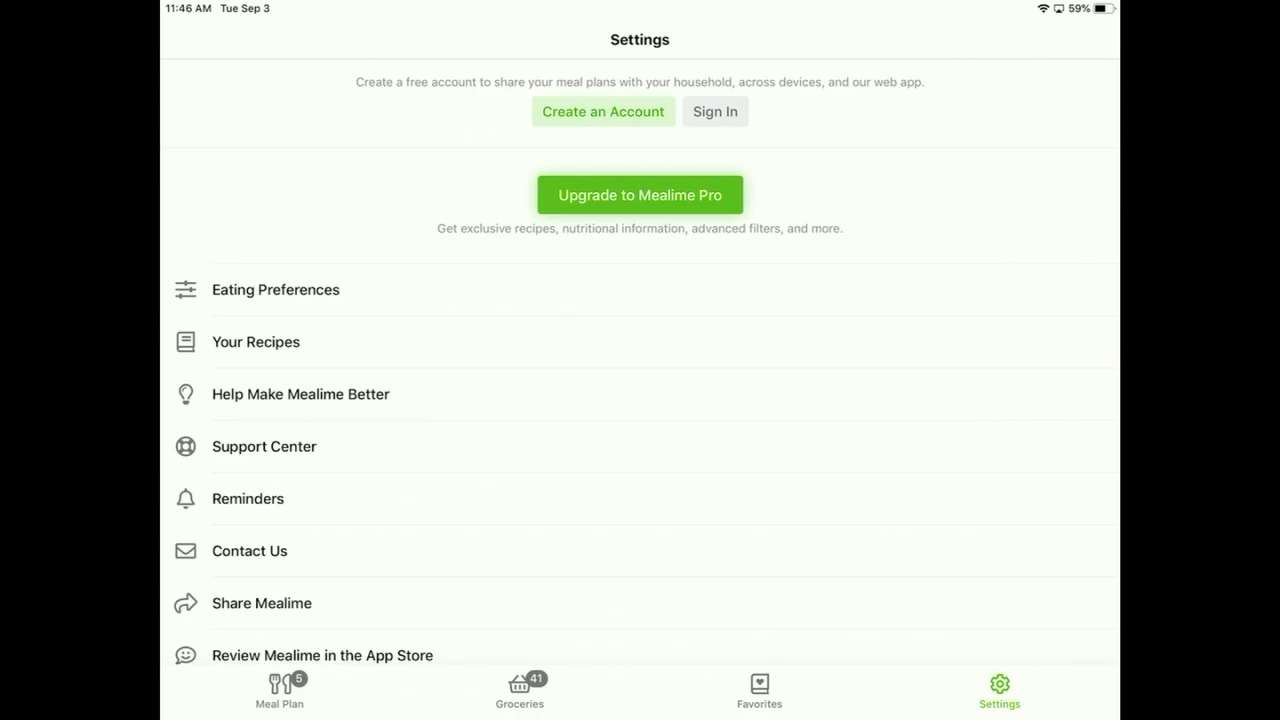 11:46 AM Tue Sep 3
59%
Settings
Create a free account to share your meal plans with your household, across devices, and our web app.
Create an Account Sign In
Upgrade to Mealime Pro
Get exclusive recipes, nutritional information, advanced filters, and more.
Eating Preferences
Your Recipes
Help Make Mealime Better
Support Center
Reminders
Contact Us
Share Mealime
Review Mealime in the App Store
5 41
Meal Plan Groceries Favorites Settings